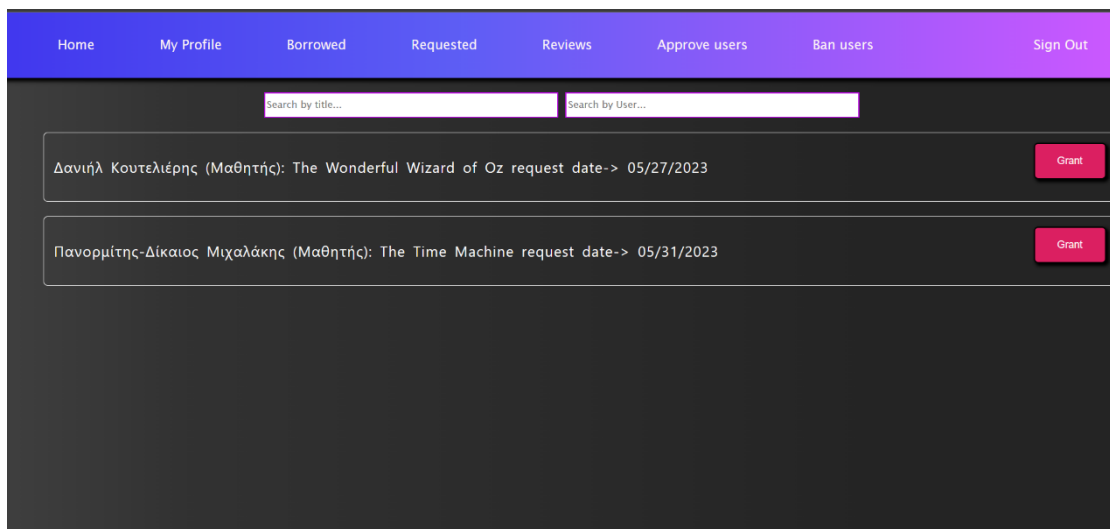 Home My Profile Borrowed Requested Reviews Approve users Ban users Sign Out
Search by title... Search by User...
Δανιήλ Κουτελιέρης (Μαθητής): The Wonderful Wizard of Oz request date-> 05/27/2023 Grant
Πανορμίτης-Δίκαιος Μιχαλάκης (Μαθητής): The Time Machine request date-> 05/31/2023 Grant